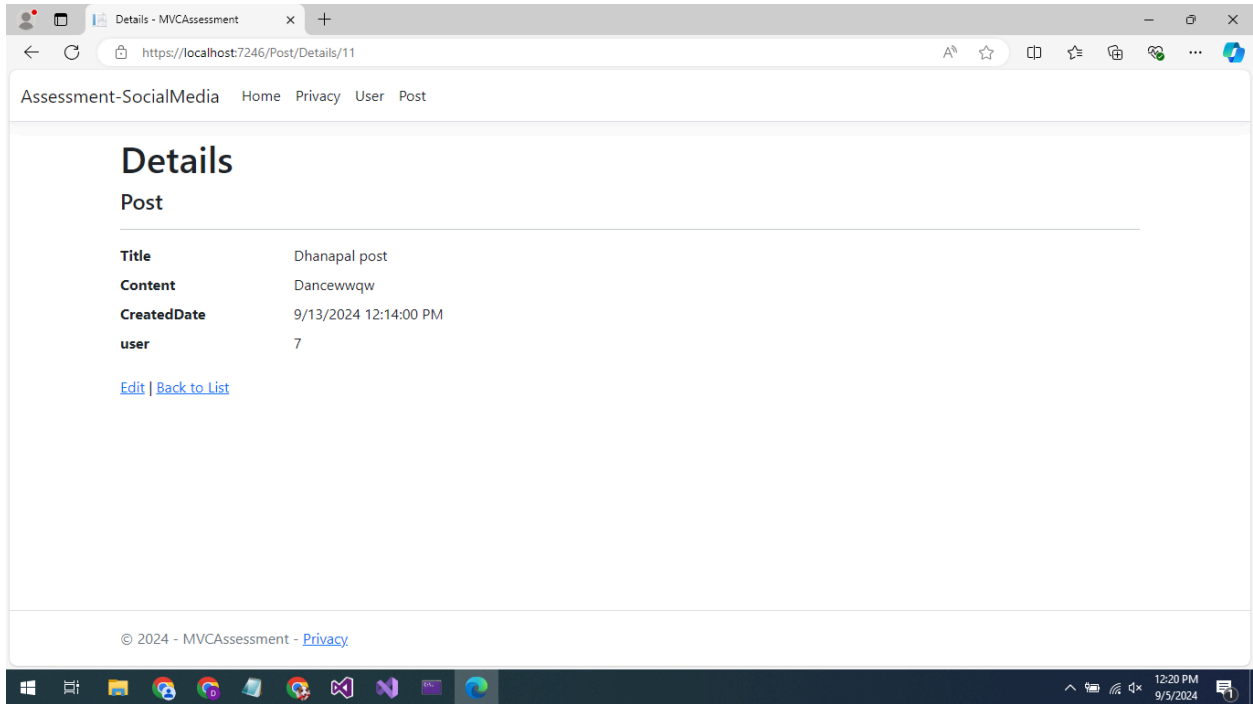 Details - MVCAssessment
https://localhost:7246/Post/Details/11
Assessment-SocialMedia Home Privacy User Post
Details
Post
Title Dhanapal post
Content Dancewwqw
CreatedDate 9/13/2024 12:14:00 PM
user 7
Edit | Back to List
© 2024 - MVCAssessment - Privacy
12:20 PM
9/5/2024
1